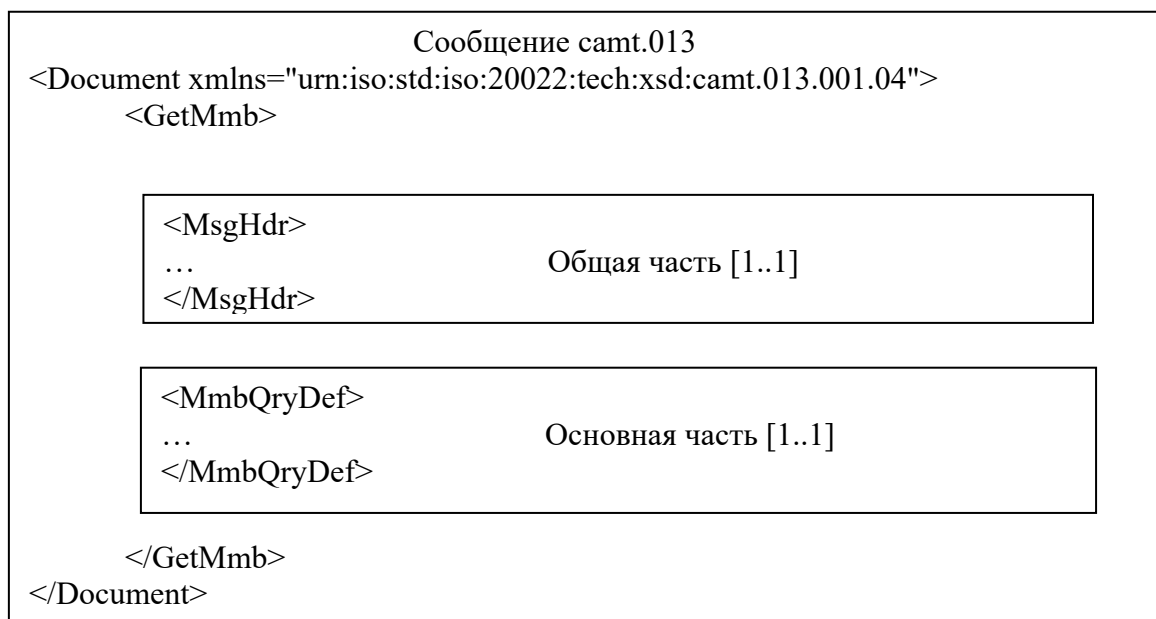 Сообщение camt.013
<Document xmlns="urn:iso:std:iso:20022:tech:xsd:camt.013.001.04">
<GetMmb>
<MsgHdr>
… Общая часть [1..1]
</MsgHdr>
<MmbQryDef>
… Основная часть [1..1]
</MmbQryDef>
</GetMmb>
</Document>